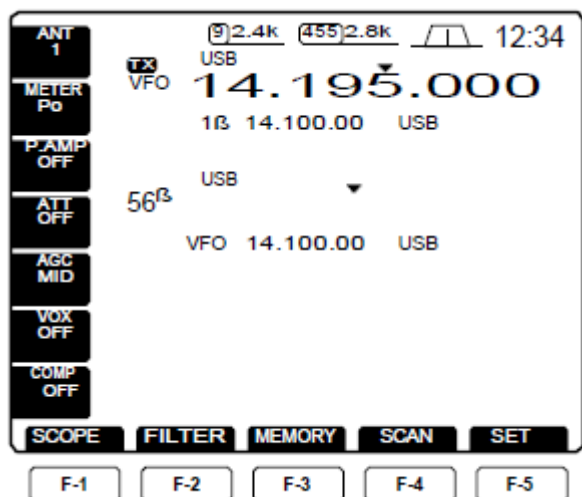 ANT
1
9 2.4k 455 2.8k 12:34
TX USB
VFO 14.195.000
METER
Po
1ß 14.100.00 USB
P.AMP
OFF
USB
ATT
OFF
56ß
VFO 14.100.00 USB
AGC
MID
VOX
OFF
COMP
OFF
SCOPE FILTER MEMORY SCAN SET
F-1 F-2 F-3 F-4 F-5